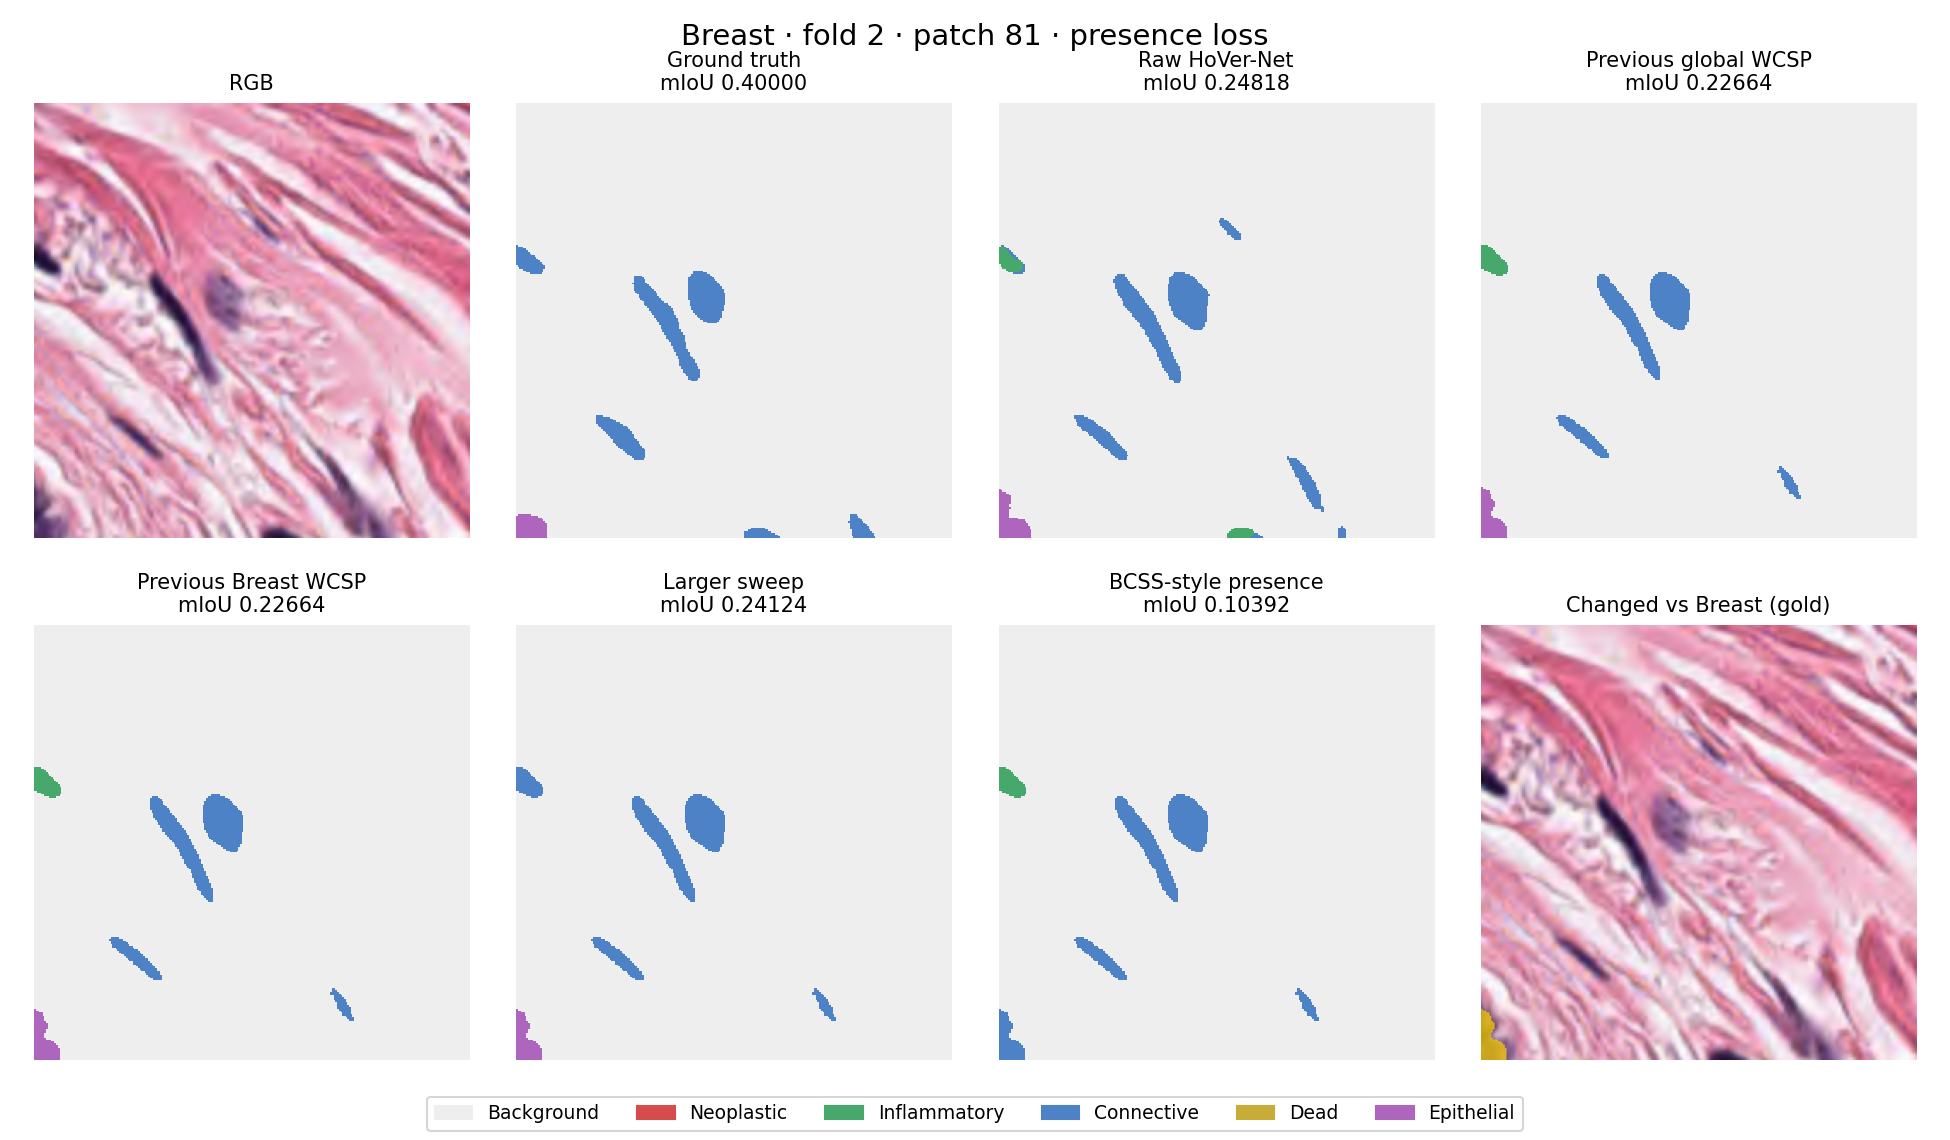 Breast · fold 2 · patch 81 · presence loss
RGB
Ground truth
mIoU 0.40000
Raw HoVer-Net
mIoU 0.24818
Previous global WCSP
mIoU 0.22664
Previous Breast WCSP
mIoU 0.22664
Larger sweep
mIoU 0.24124
BCSS-style presence
mIoU 0.10392
Changed vs Breast (gold)
Background Neoplastic Inflammatory Connective Dead Epithelial